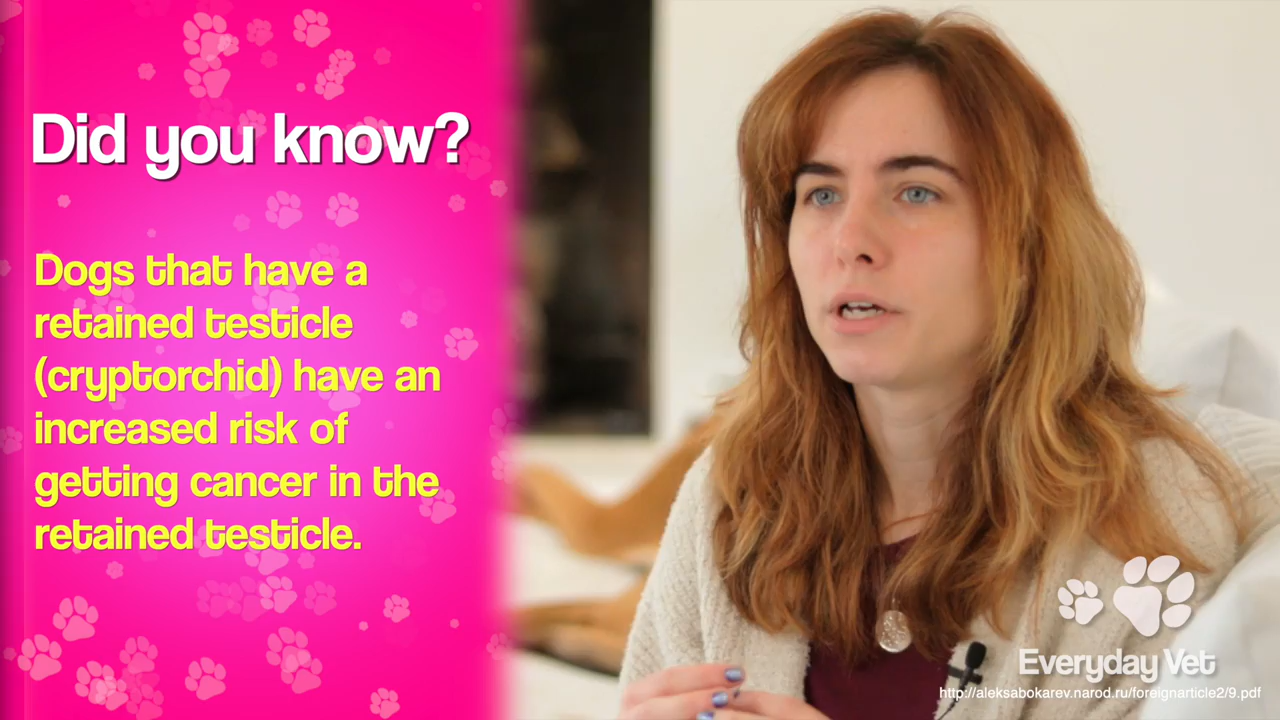 Did you know?
Dogs that have a
retained testicle
(cryptorchid) have an
increased risk of
getting cancer in the
retained testicle.
Everyday Vet
http://aleksabokarev.narod.ru/foreignarticle2/9.pdf